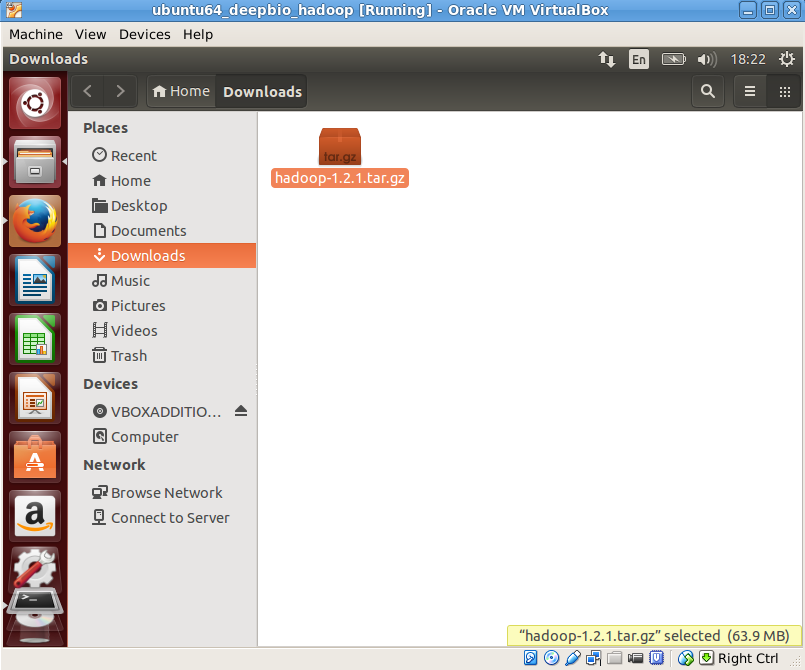 ubuntu64_deepbio_hadoop [Running] - Oracle VM VirtualBox
Machine View Devices Help
Downloads En 18:22
Home Downloads
Places
Recent
Home
Desktop
Documents
Downloads
Music
Pictures
Videos
Trash
Devices
VBOXADDITIO...
Computer
Network
Browse Network
Connect to Server
tar.gz
hadoop-1.2.1.tar.gz
A
a
>_
“hadoop-1.2.1.tar.gz” selected (63.9 MB)
Right Ctrl